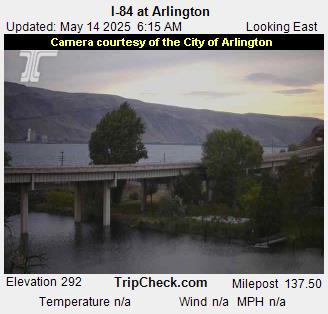 I-84 at Arlington
Updated: May 14 2025 6:15 AM Looking East
Camera courtesy of the City of Arlington
Elevation 292 TripCheck.com Milepost 137.50
Temperature n/a Wind n/a MPH n/a